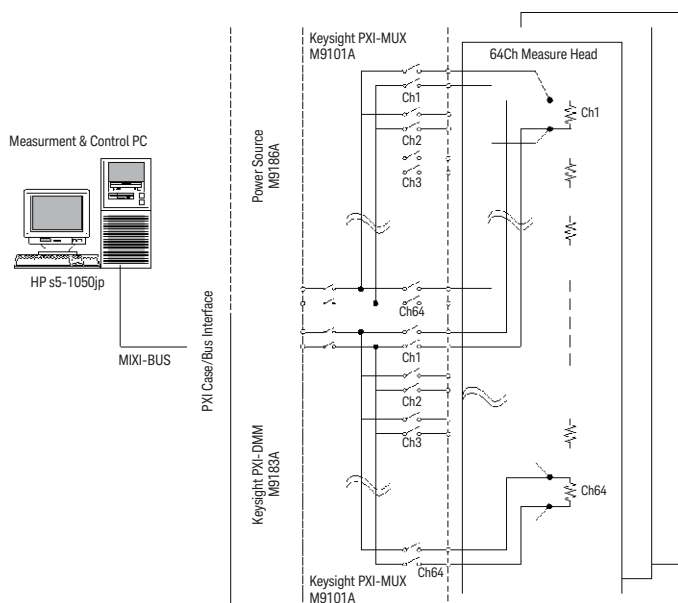 Keysight PXI-MUX
M9101A
64Ch Measure Head
Ch1
Ch1
Ch2
Ch3
Measurment & Control PC
Power Source
M9186A
HP s5-1050jp
Ch64
MIXI-BUS
PXI Case/Bus Interface
Ch1
Ch2
Ch3
Keysight PXI-DMM
M9183A
Ch64
Ch64
Keysight PXI-MUX
M9101A